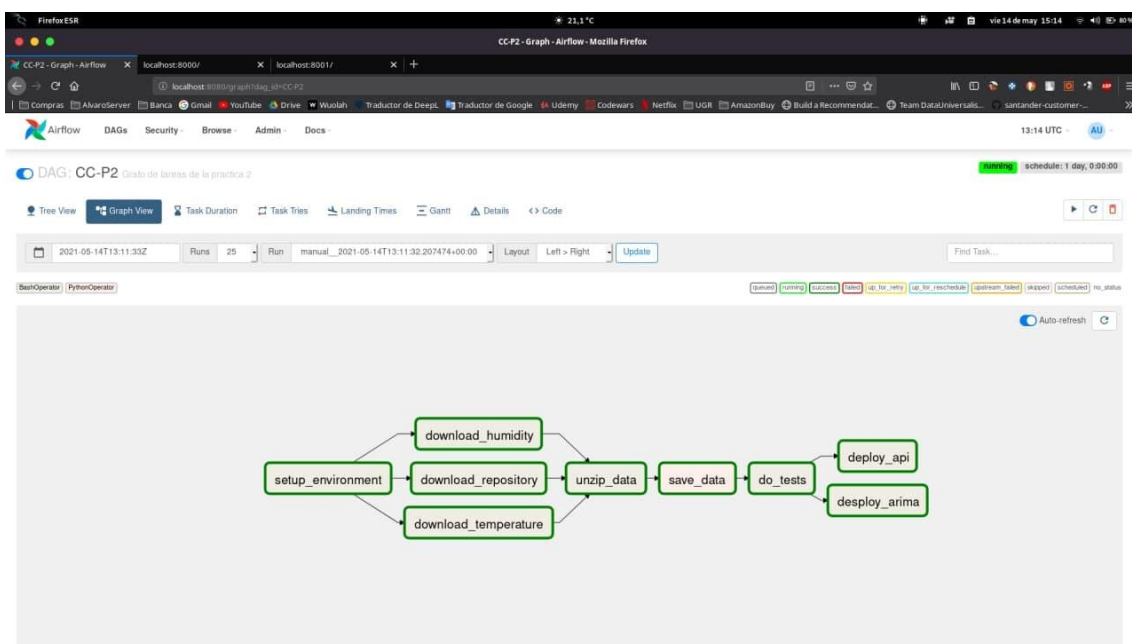 FirefoxESR 21,1°C vie 14 de may 15:14 80%
CC-P2 - Graph - Airflow - Mozilla Firefox
CC-P2 - Graph - Airflow localhost:8000/ localhost:8001/
localhost:8080/graph?dag_id=CC-P2
Compras AlvaroServer Banca Gmail YouTube Drive Wuolah Traductor de DeepL Traductor de Google Udemy Codewars Netflix UGR AmazonBuy Build a Recommendat... Team DataUniversalis... santander-customer-...
Airflow DAGs Security Browse Admin Docs 13:14 UTC AU
DAG: CC-P2 Grafo de tareas de la practica 2 running schedule: 1 day, 0:00:00
Tree View Graph View Task Duration Task Tries Landing Times Gantt Details <> Code
2021-05-14T13:11:33Z Runs 25 Run manual__2021-05-14T13:11:32.207474+00:00 Layout Left > Right Update Find Task...
BashOperator PythonOperator queued running success failed up_for_retry up_for_reschedule upstream_failed skipped scheduled no_status
Auto-refresh
download_humidity
deploy_api
setup_environment download_repository unzip_data save_data do_tests
desploy_arima
download_temperature